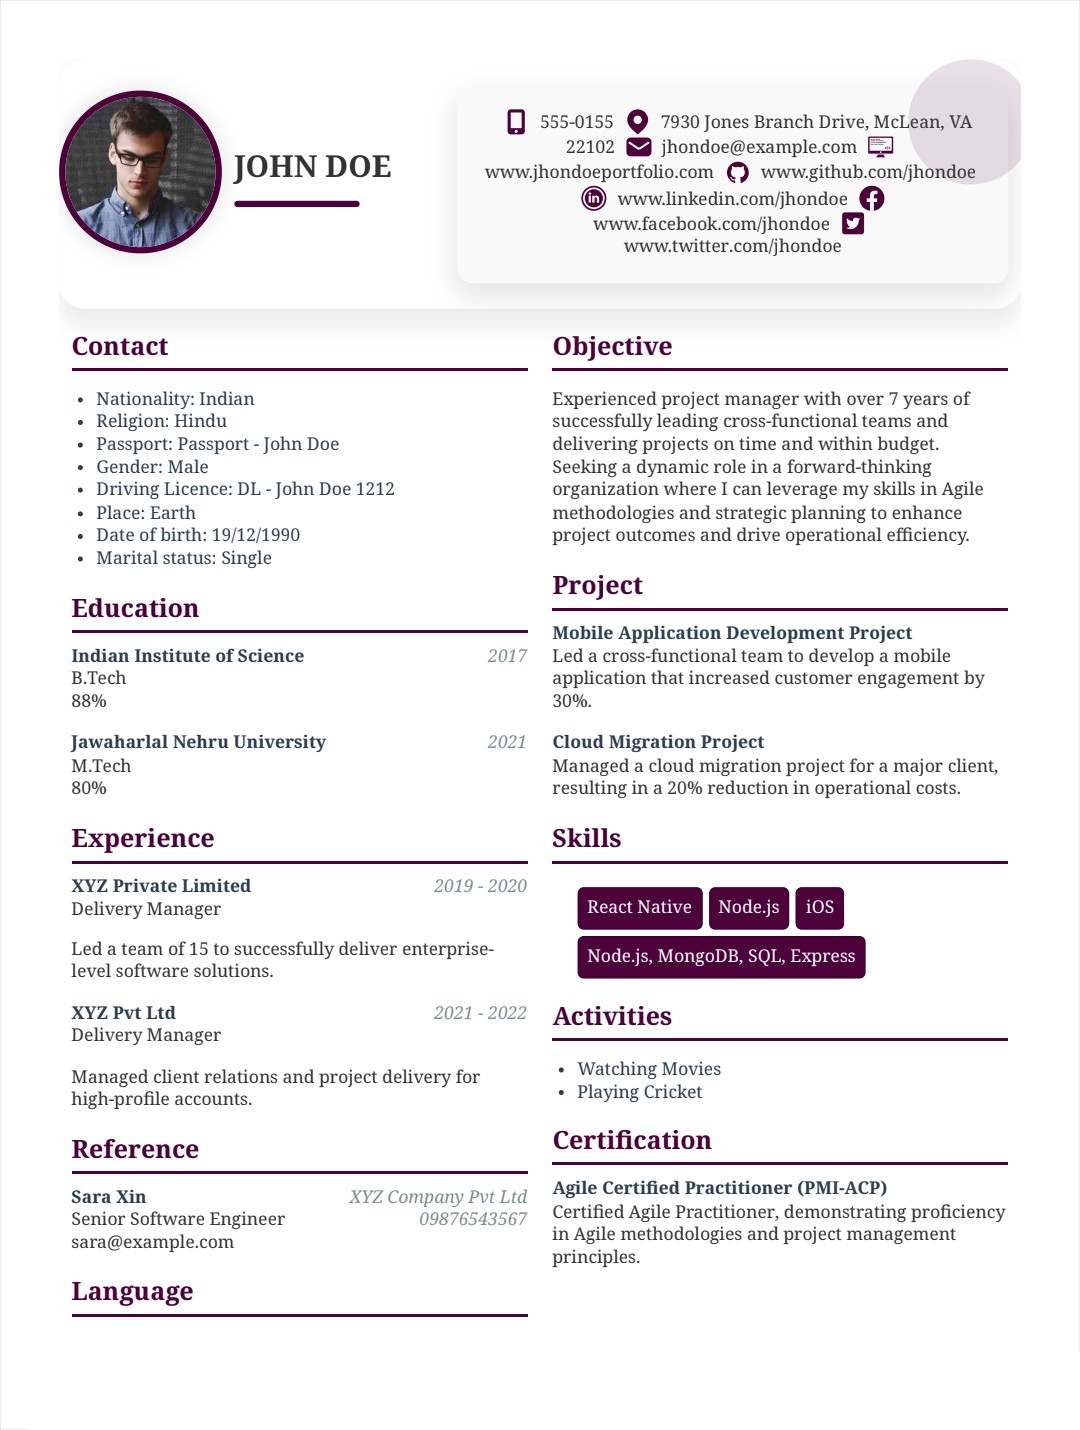 JOHN DOE
555-0155 7930 Jones Branch Drive, McLean, VA
22102 jhondoe@example.com
www.jhondoeportfolio.com www.github.com/jhondoe
www.linkedin.com/jhondoe
www.facebook.com/jhondoe
www.twitter.com/jhondoe
Contact
• Nationality: Indian
• Religion: Hindu
• Passport: Passport - John Doe
• Gender: Male
• Driving Licence: DL - John Doe 1212
• Place: Earth
• Date of birth: 19/12/1990
• Marital status: Single
Education
Indian Institute of Science 2017
B.Tech
88%
Jawaharlal Nehru University 2021
M.Tech
80%
Experience
XYZ Private Limited 2019 - 2020
Delivery Manager
Led a team of 15 to successfully deliver enterprise-
level software solutions.
XYZ Pvt Ltd 2021 - 2022
Delivery Manager
Managed client relations and project delivery for
high-profile accounts.
Reference
Sara Xin XYZ Company Pvt Ltd
Senior Software Engineer 09876543567
sara@example.com
Language
Objective
Experienced project manager with over 7 years of
successfully leading cross-functional teams and
delivering projects on time and within budget.
Seeking a dynamic role in a forward-thinking
organization where I can leverage my skills in Agile
methodologies and strategic planning to enhance
project outcomes and drive operational efficiency.
Project
Mobile Application Development Project
Led a cross-functional team to develop a mobile
application that increased customer engagement by
30%.
Cloud Migration Project
Managed a cloud migration project for a major client,
resulting in a 20% reduction in operational costs.
Skills
React Native Node.js iOS
Node.js, MongoDB, SQL, Express
Activities
• Watching Movies
• Playing Cricket
Certification
Agile Certified Practitioner (PMI-ACP)
Certified Agile Practitioner, demonstrating proficiency
in Agile methodologies and project management
principles.